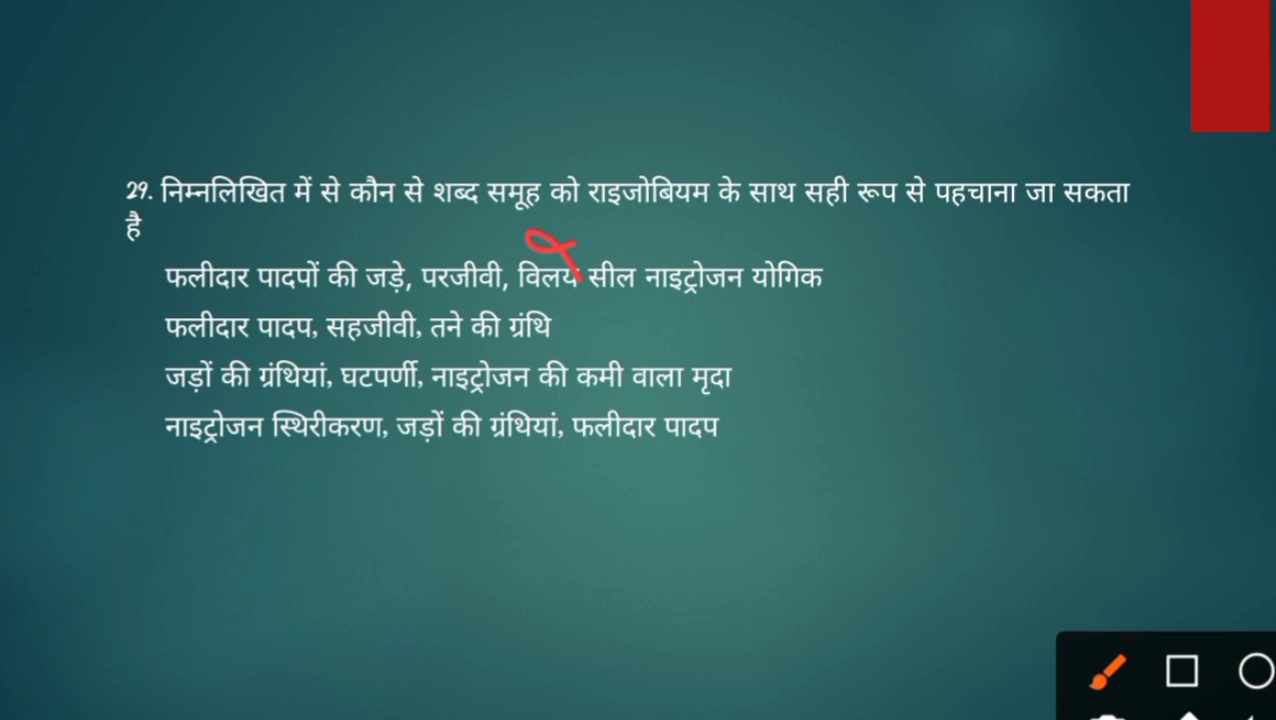 29. निम्नलिखित में से कौन से शब्द समूह को राइजोबियम के साथ सही रूप से पहचाना जा सकता
है
फलीदार पादपों की जड़े, परजीवी, विलय सील नाइट्रोजन योगिक
फलीदार पादप, सहजीवी, तने की ग्रंथि
जड़ों की ग्रंथियां, घटपर्णी, नाइट्रोजन की कमी वाला मृदा
नाइट्रोजन स्थिरीकरण, जड़ों की ग्रंथियां, फलीदार पादप